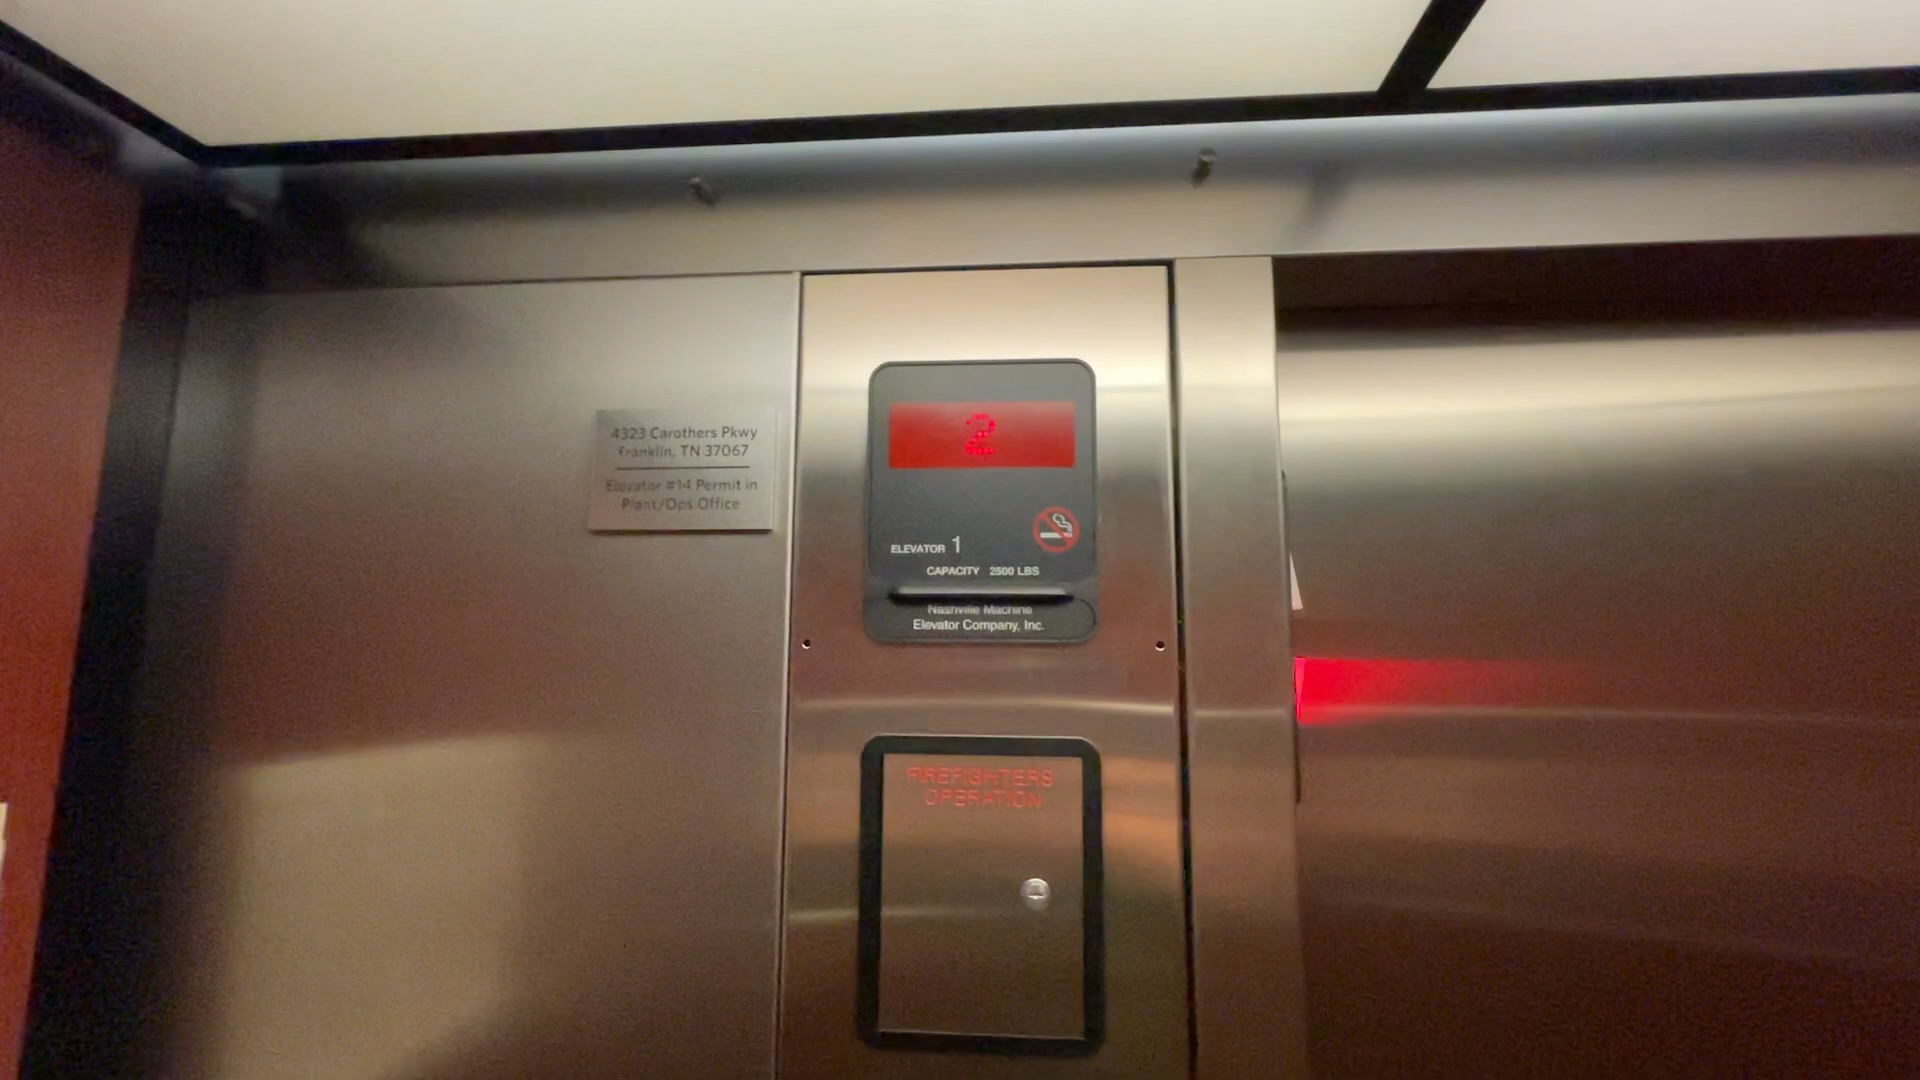 4323 Carothers Pkwy
Franklin, TN 37067
Elevator #14 Permit in
Plant/Ops Office
2
ELEVATOR 1
CAPACITY 2500 LBS
Nashville Machine
Elevator Company, Inc.
FIREFIGHTERS
OPERATION